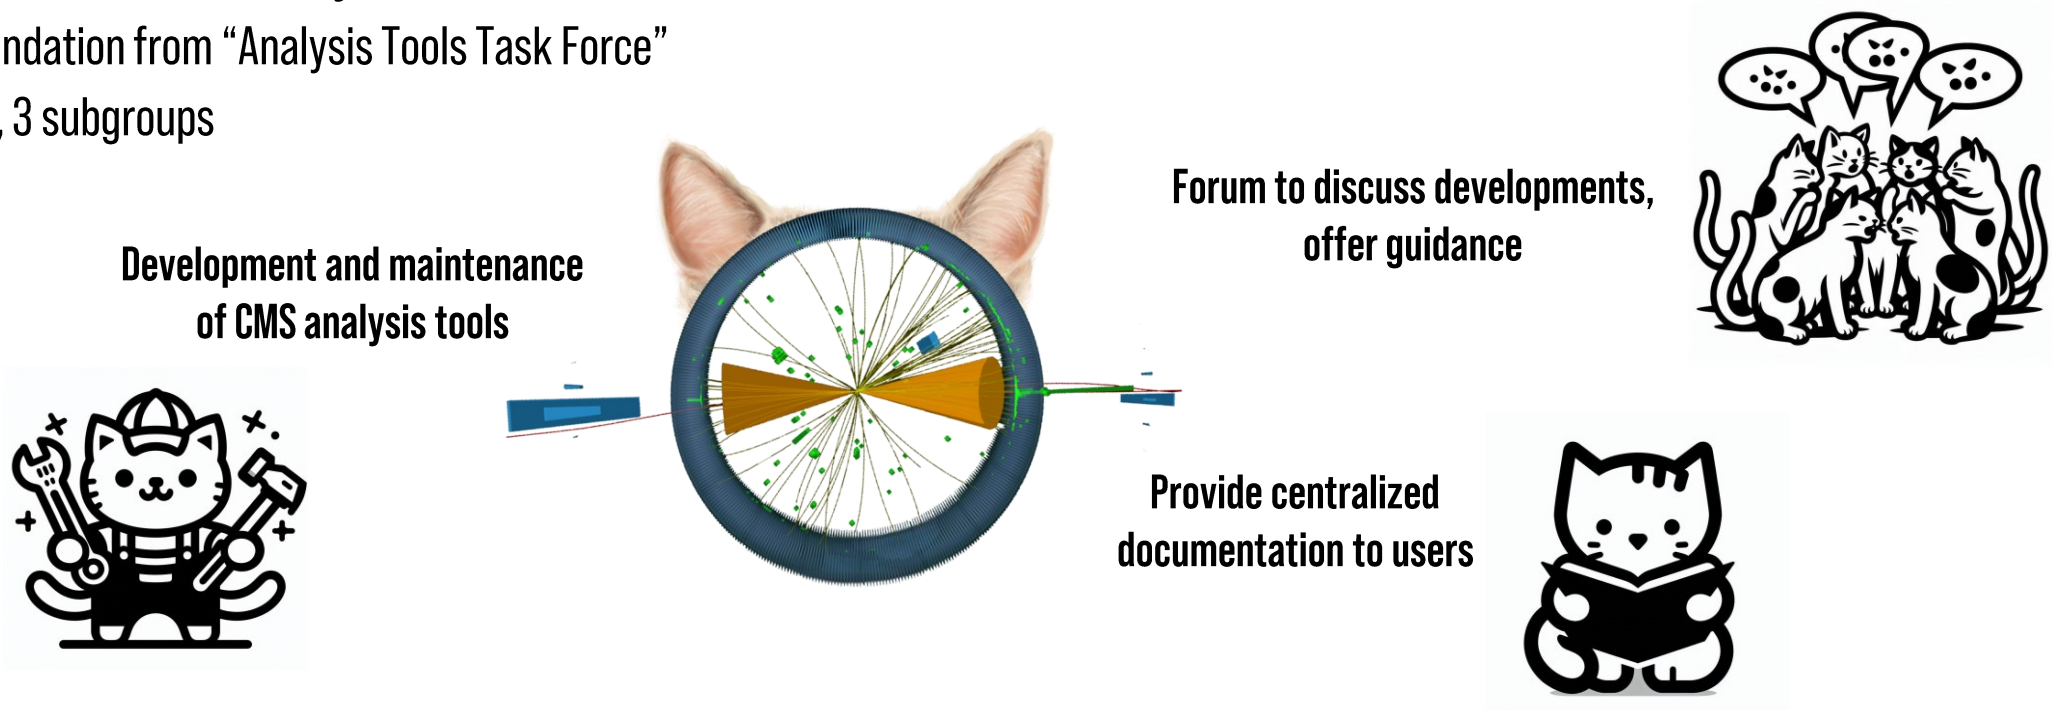 ndation from “Analysis Tools Task Force”
, 3 subgroups
Development and maintenance
of CMS analysis tools
Forum to discuss developments,
offer guidance
Provide centralized
documentation to users